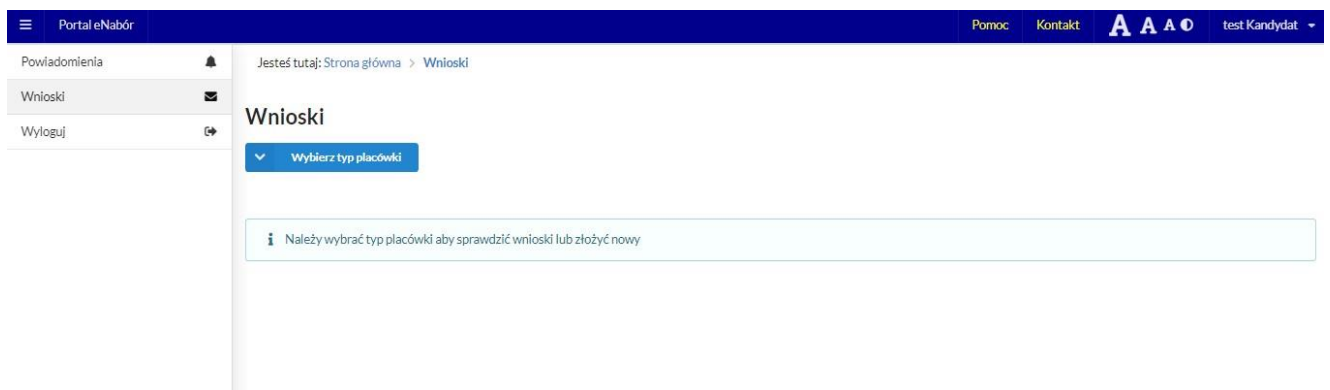 Portal eNabór
Pomoc Kontakt A A A test Kandydat
Powiadomienia
Wnioski
Wyloguj
Jesteś tutaj: Strona główna > Wnioski
Wnioski
Wybierz typ placówki
Należy wybrać typ placówki aby sprawdzić wnioski lub złożyć nowy